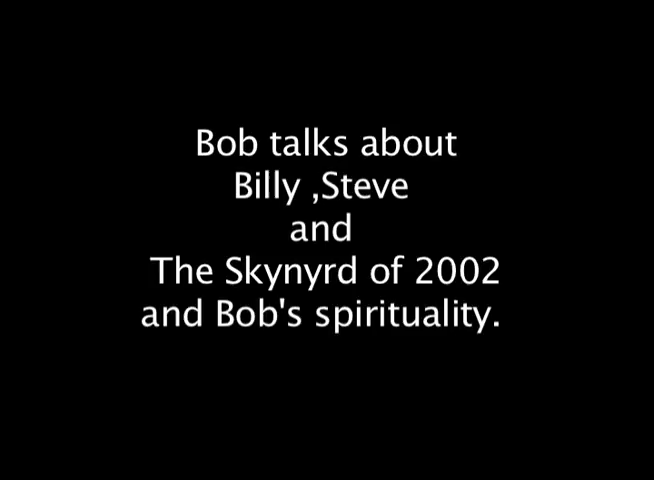 Bob talks about
Billy ,Steve
and
The Skynyrd of 2002
and Bob's spirituality.